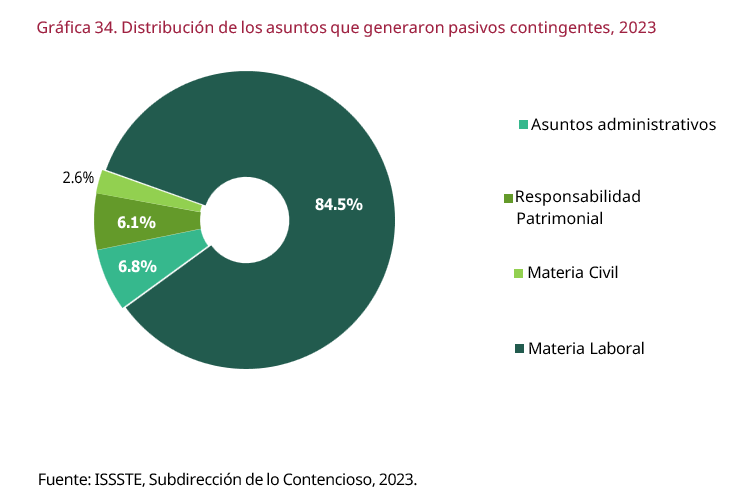 Gráfica 34. Distribución de los asuntos que generaron pasivos contingentes, 2023
Asuntos administrativos
2.6%
84.5%
Responsabilidad
Patrimonial
6.1%
6.8%
Materia Civil
Materia Laboral
Fuente: ISSSTE, Subdirección de lo Contencioso, 2023.